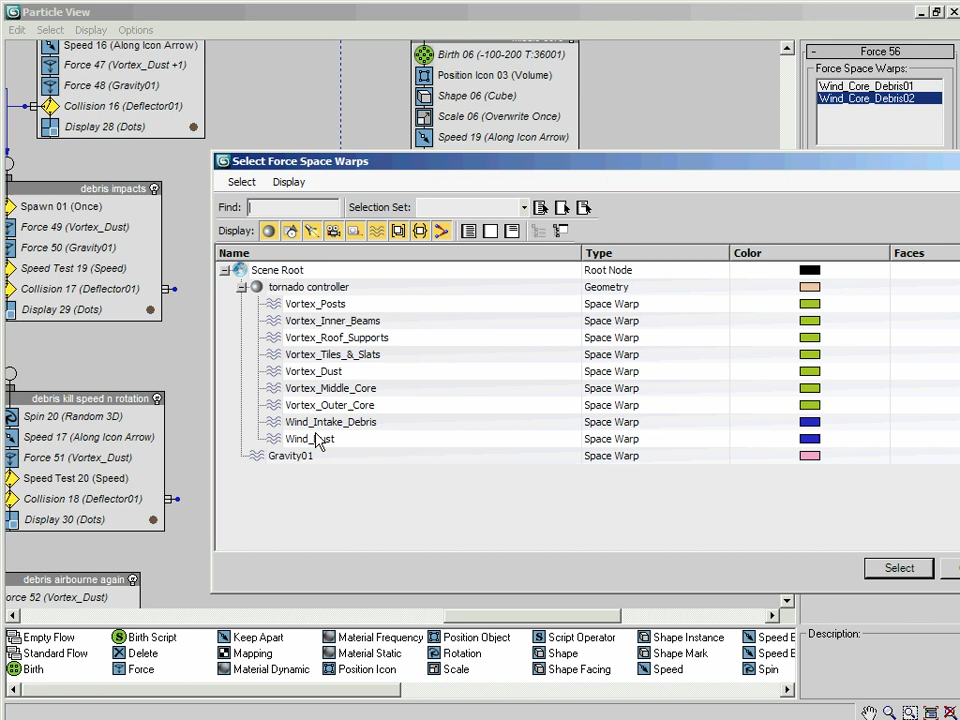 Particle View
Edit Select Display Options
Speed 16 (Along Icon Arrow)
Force 47 (Vortex_Dust +1)
Force 48 (Gravity01)
Collision 16 (Deflector01)
Display 28 (Dots)
Birth 06 (-100-200 T:36001)
Position Icon 03 (Volume)
Shape 06 (Cube)
Scale 06 (Overwrite Once)
Speed 19 (Along Icon Arrow)
- Force 56
Force Space Warps:
Wind_Core_Debris01
Wind_Core_Debris02
debris impacts
Spawn 01 (Once)
Force 49 (Vortex_Dust)
Force 50 (Gravity01)
Speed Test 19 (Speed)
Collision 17 (Deflector01)
Display 29 (Dots)
debris kill speed n rotation
Spin 20 (Random 3D)
Speed 17 (Along Icon Arrow)
Force 51 (Vortex_Dust)
Speed Test 20 (Speed)
Collision 18 (Deflector01)
Display 30 (Dots)
debris airbourne again
orce 52 (Vortex_Dust)
Select Force Space Warps
Select Display
Find: Selection Set:
Display:
Name Type Color Faces
Scene Root Root Node
tornado controller Geometry
Vortex_Posts Space Warp
Vortex_Inner_Beams Space Warp
Vortex_Roof_Supports Space Warp
Vortex_Tiles_&_Slats Space Warp
Vortex_Dust Space Warp
Vortex_Middle_Core Space Warp
Vortex_Outer_Core Space Warp
Wind_Intake_Debris Space Warp
Space Warp
Gravity01 Space Warp
Select
Empty Flow Birth Script Keep Apart Material Frequency Position Object Script Operator Shape Instance Speed B
Standard Flow Delete Mapping Material Static Rotation Shape Shape Mark Speed B
Birth Force Material Dynamic Position Icon Scale Shape Facing Speed Spin
Description: